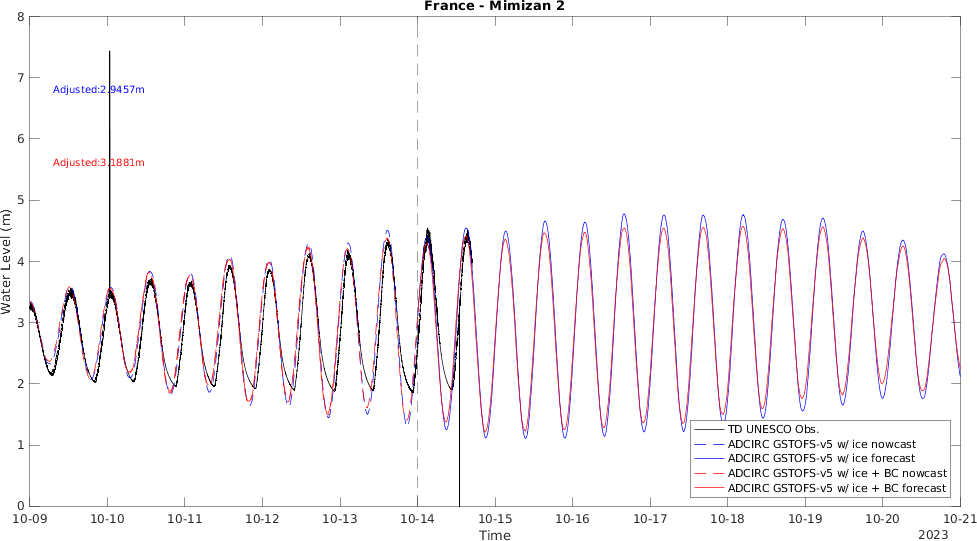 France - Mimizan 2
8
7
6
5
4
3
2
1
0
Water Level (m)
Adjusted:2.9457m
Adjusted:3.1881m
TD UNESCO Obs.
ADCIRC GSTOFS-v5 w/ ice nowcast
ADCIRC GSTOFS-v5 w/ ice forecast
ADCIRC GSTOFS-v5 w/ ice + BC nowcast
ADCIRC GSTOFS-v5 w/ ice + BC forecast
10-09 10-10 10-11 10-12 10-13 10-14 10-15 10-16 10-17 10-18 10-19 10-20 10-21
Time
2023